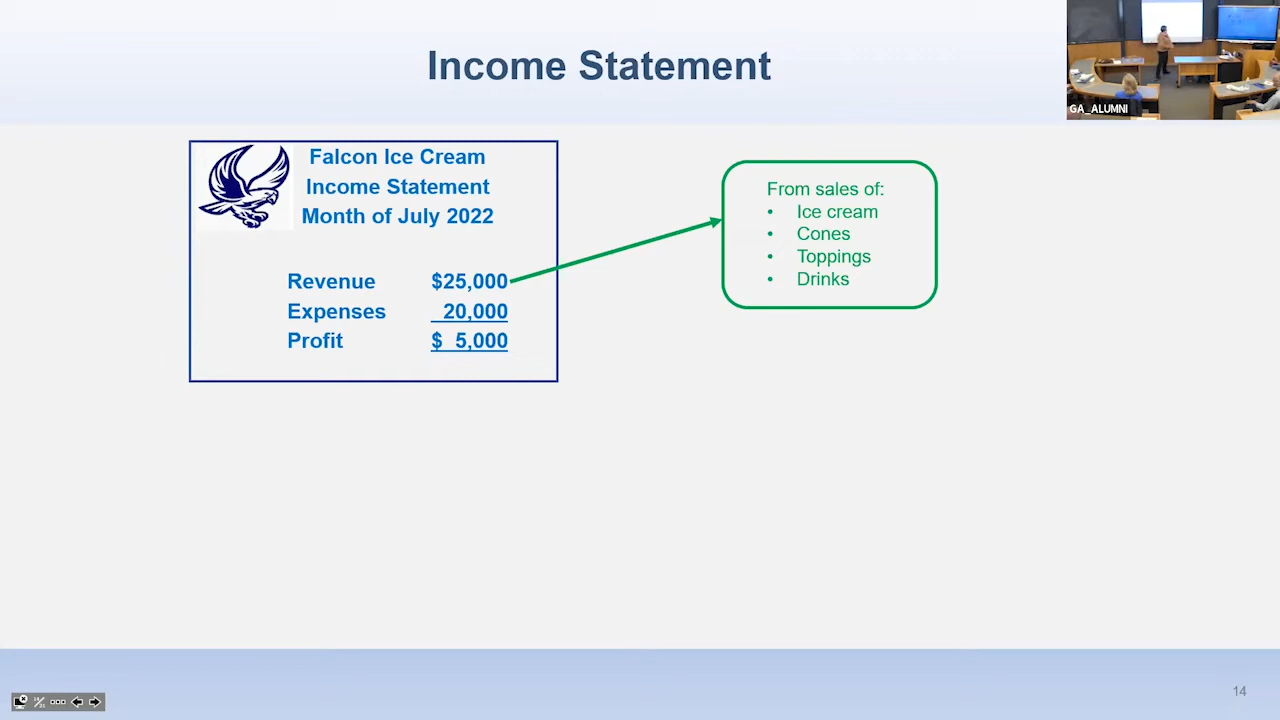 Income Statement
GA_ALUMNI
Falcon Ice Cream
Income Statement
Month of July 2022
Revenue $25,000
Expenses 20,000
Profit $ 5,000
From sales of:
• Ice cream
• Cones
• Toppings
• Drinks
14